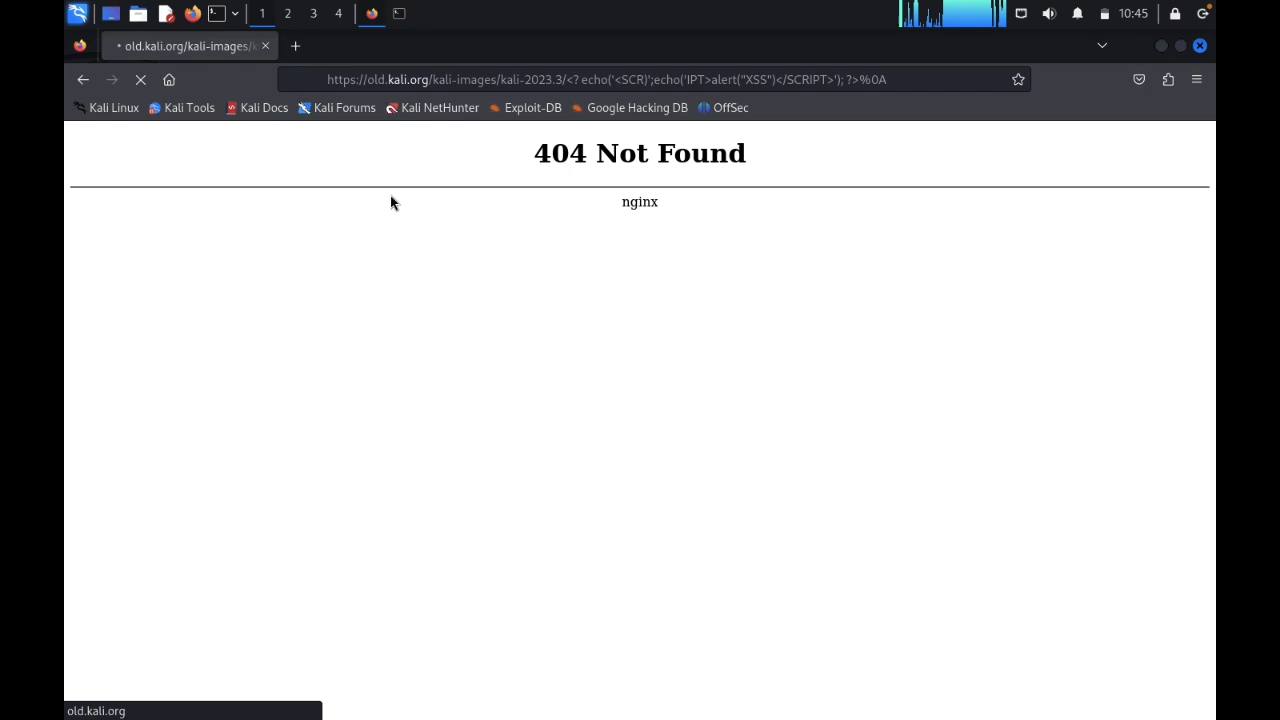 1 2 3 4 10:45
old.kali.org/kali-images/k
https://old.kali.org/kali-images/kali-2023.3/<? echo('<SCR)';echo('IPT>alert("XSS")</SCRIPT>'); ?>%0A
Kali Linux Kali Tools Kali Docs Kali Forums Kali NetHunter Exploit-DB Google Hacking DB OffSec
404 Not Found
nginx
old.kali.org